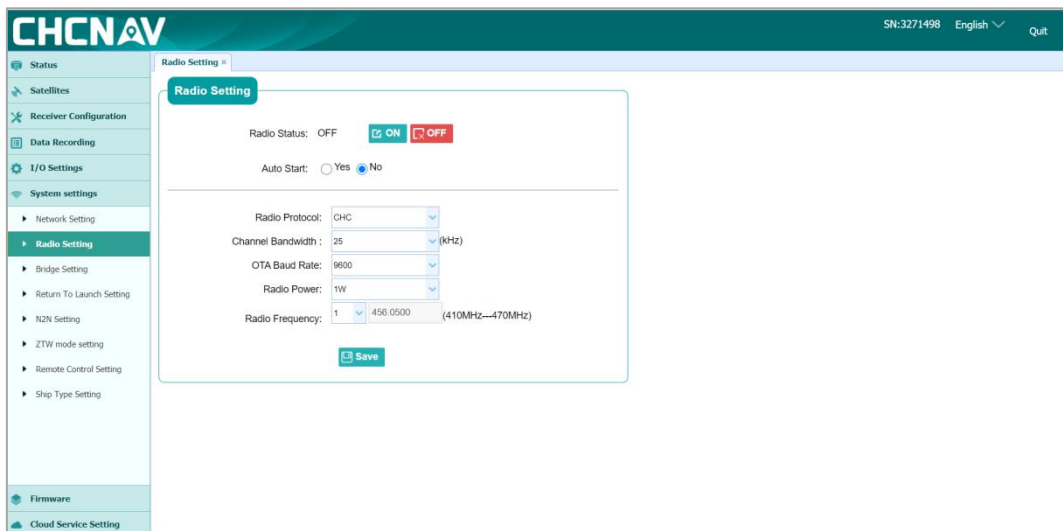 CHCNAV
SN:3271498 English Quit
Status
Satellites
Receiver Configuration
Data Recording
I/O Settings
System settings
Network Setting
Radio Setting
Bridge Setting
Return To Launch Setting
N2N Setting
ZTW mode setting
Remote Control Setting
Ship Type Setting
Firmware
Cloud Service Setting
Radio Setting ×
Radio Setting
Radio Status: OFF ON OFF
Auto Start: Yes No
Radio Protocol: CHC
Channel Bandwidth : 25 (kHz)
OTA Baud Rate: 9600
Radio Power: 1W
Radio Frequency: 1 456.0500 (410MHz---470MHz)
Save